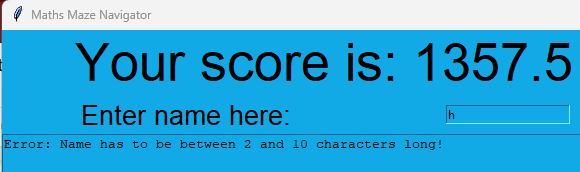 Maths Maze Navigator
Your score is: 1357.5
Enter name here:
h
Error: Name has to be between 2 and 10 characters long!